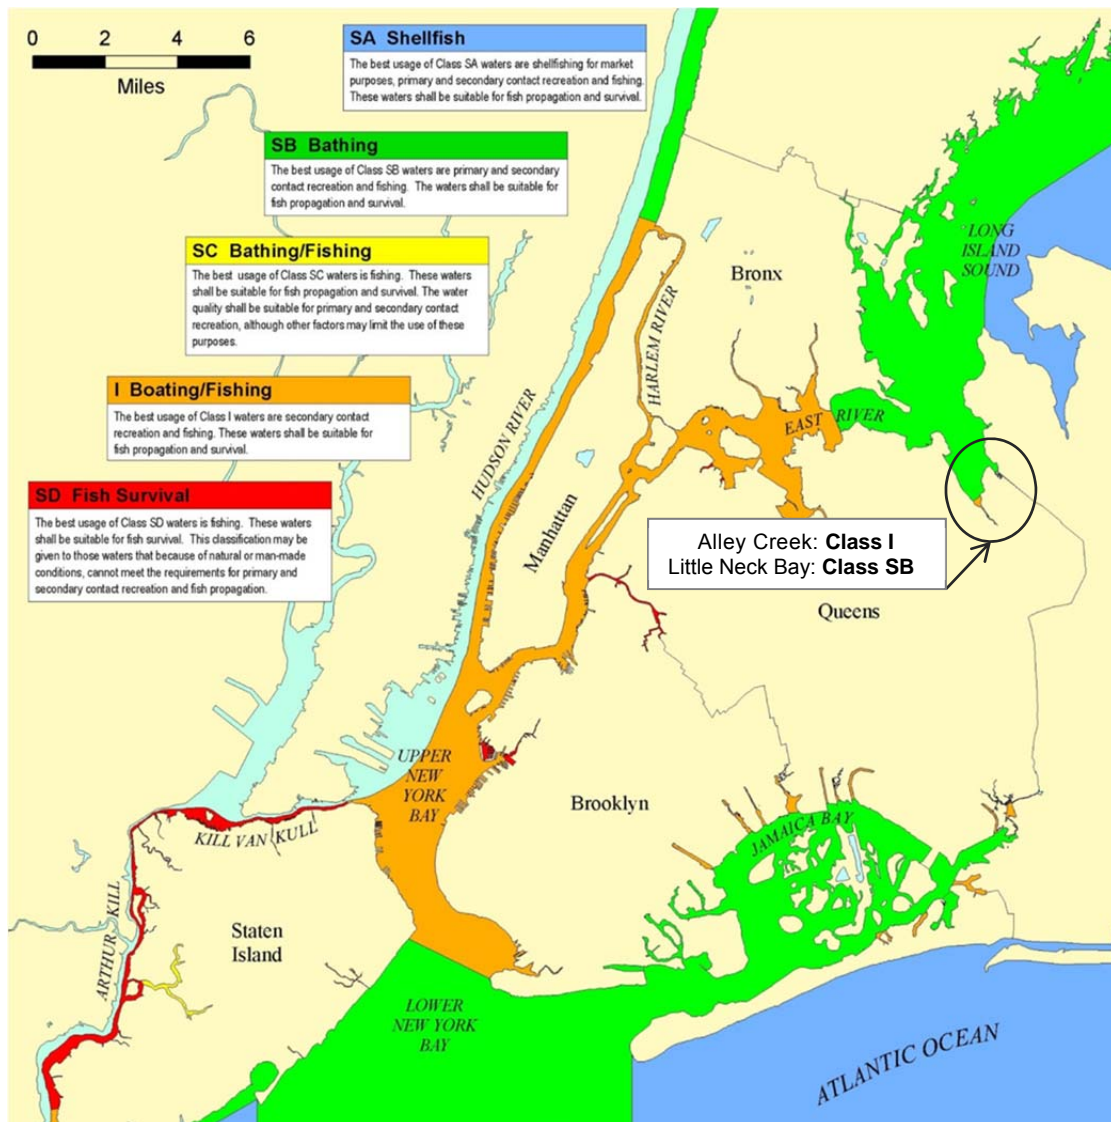 0 2 4 6
Miles
SA Shellfish
The best usage of Class SA waters are shellfishing for market
purposes, primary and secondary contact recreation and fishing.
These waters shall be suitable for fish propagation and survival.
SB Bathing
The best usage of Class SB waters are primary and secondary
contact recreation and fishing. The waters shall be suitable for
fish propagation and survival.
SC Bathing/Fishing
The best usage of Class SC waters is fishing. These waters
shall be suitable for fish propagation and survival. The water
quality shall be suitable for primary and secondary contact
recreation, although other factors may limit the use of these
purposes.
I Boating/Fishing
The best usage of Class I waters are secondary contact
recreation and fishing. These waters shall be suitable for
fish propagation and survival.
SD Fish Survival
The best usage of Class SD waters is fishing. These waters
shall be suitable for fish survival. This classification may be
given to those waters that because of natural or man-made
conditions, cannot meet the requirements for primary and
secondary contact recreation and fish propagation.
LONG
ISLAND
SOUND
Bronx
HARLEM RIVER
HUDSON RIVER
EAST RIVER
Manhattan
Alley Creek: Class I
Little Neck Bay: Class SB
Queens
UPPER
NEW
YORK
BAY
Brooklyn
JAMAICA BAY
KILL VAN KULL
ARTHUR KILL
Staten
Island
LOWER
NEW YORK
BAY
ATLANTIC OCEAN